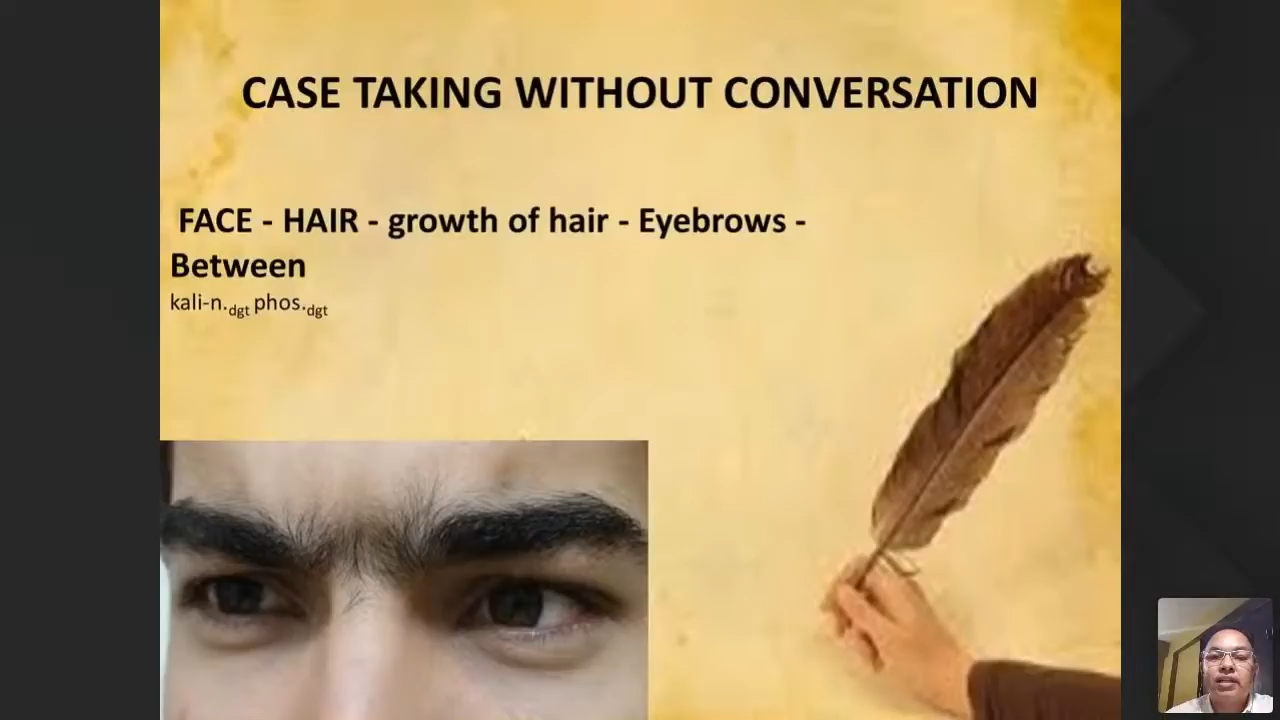 CASE TAKING WITHOUT CONVERSATION
FACE - HAIR - growth of hair - Eyebrows -
Between
kali-n.dgt phos.dgt